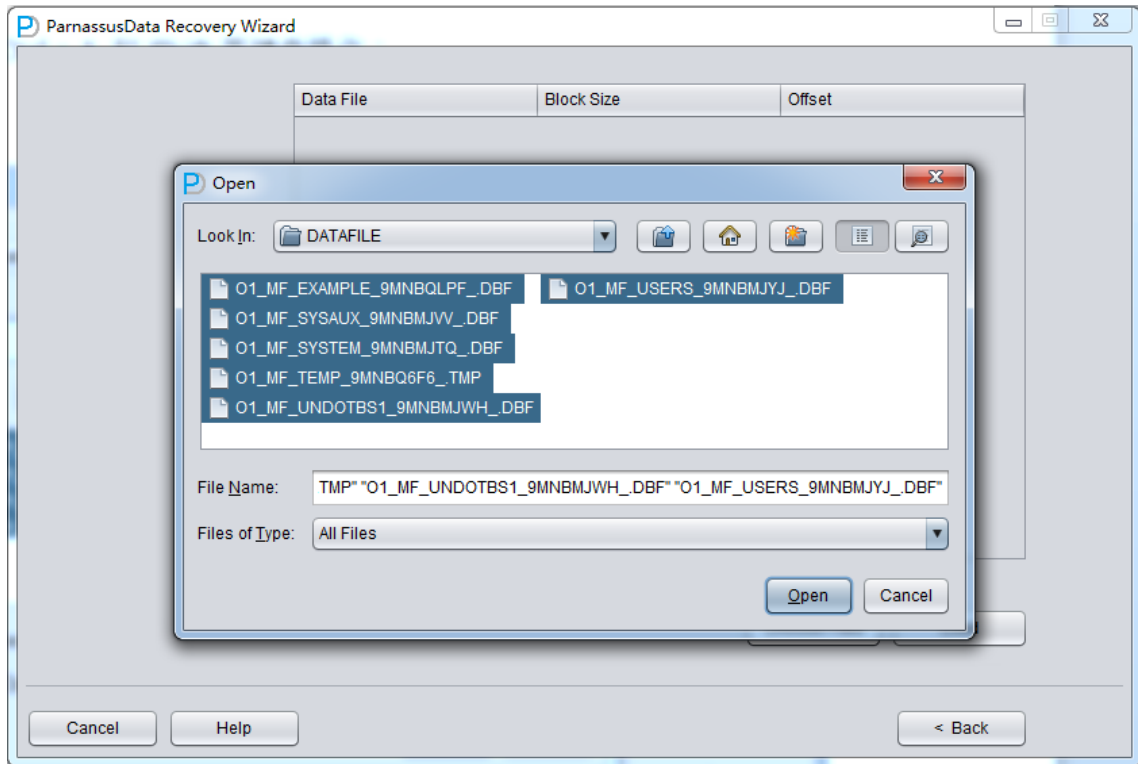 ParnassusData Recovery Wizard
Data File Block Size Offset
Open
Look In: DATAFILE
O1_MF_EXAMPLE_9MNBQLPF_.DBF O1_MF_USERS_9MNBMJYJ_.DBF
O1_MF_SYSAUX_9MNBMJVV_.DBF
O1_MF_SYSTEM_9MNBMJTQ_.DBF
O1_MF_TEMP_9MNBQ6F6_.TMP
O1_MF_UNDOTBS1_9MNBMJWH_.DBF
File Name: TMP" "O1_MF_UNDOTBS1_9MNBMJWH_.DBF" "O1_MF_USERS_9MNBMJYJ_.DBF"
Files of Type: All Files
Open Cancel
Cancel Help < Back